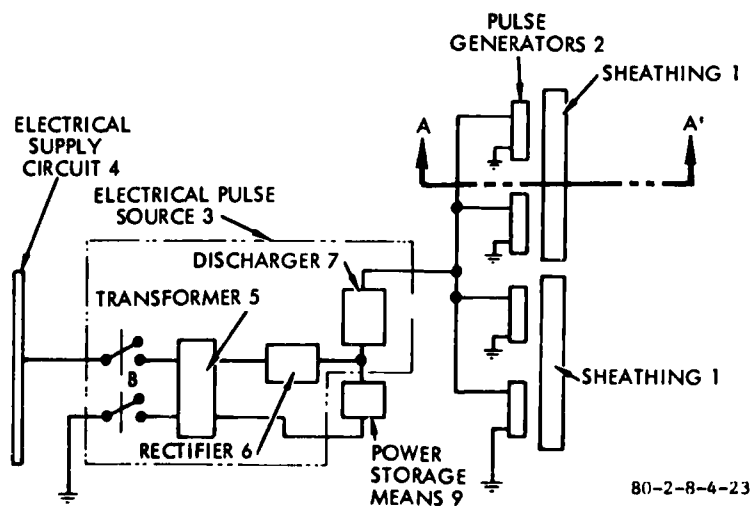 PULSE
GENERATORS 2
SHEATHING 1
ELECTRICAL
SUPPLY
CIRCUIT 4
A
A'
ELECTRICAL PULSE
SOURCE 3
DISCHARGER 7
TRANSFORMER 5
B
SHEATHING 1
RECTIFIER 6
POWER
STORAGE
MEANS 9
80-2-8-4-23